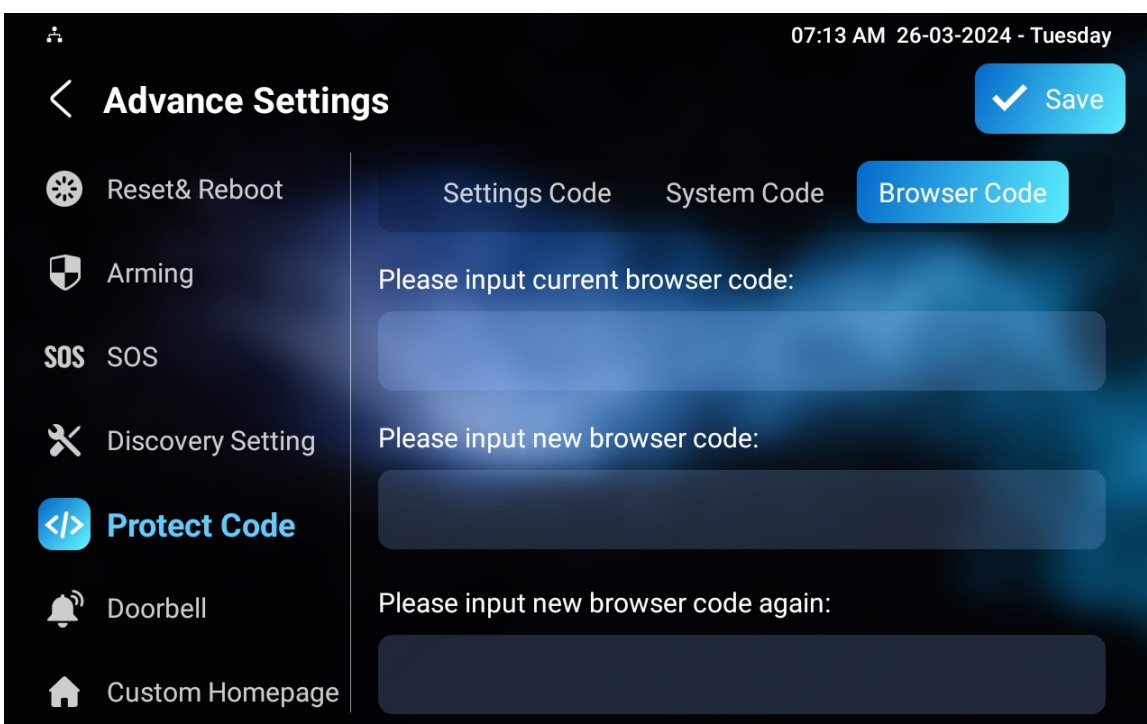 07:13 AM 26-03-2024 - Tuesday
Advance Settings
Save
Reset& Reboot
Arming
SOS SOS
Discovery Setting
</> Protect Code
Doorbell
Custom Homepage
Settings Code System Code Browser Code
Please input current browser code:
Please input new browser code:
Please input new browser code again: